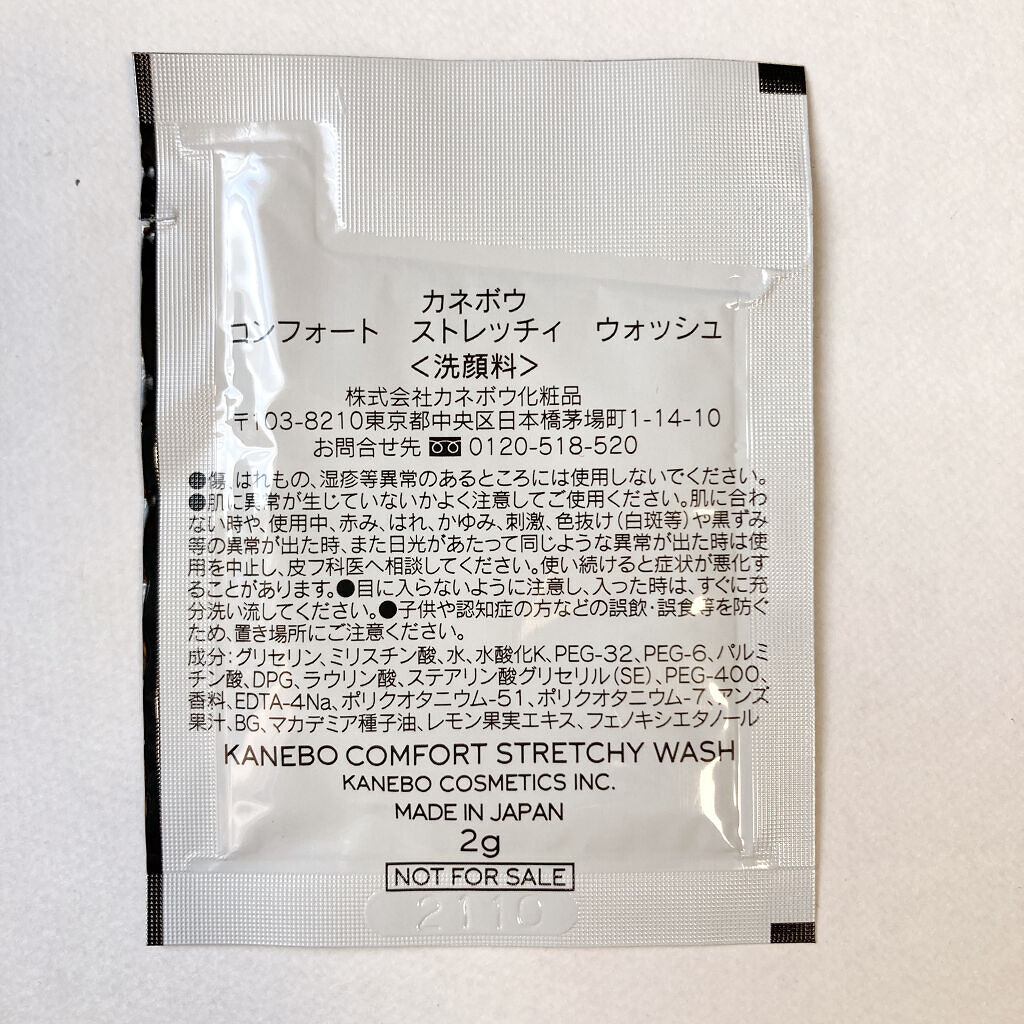 カネボウ
コンフォート ストレッチィ ウォッシュ
＜洗顔料＞
株式会社カネボウ化粧品
〒103-8210東京都中央区日本橋茅場町1-14-10
お問合せ先 0120-518-520
●傷、はれもの、湿疹等異常のあるところには使用しないでください。
●肌に異常が生じていないかよく注意してご使用ください。肌に合わ
ない時や、使用中、赤み、はれ、かゆみ、刺激、色抜け(白斑等)や黒ずみ
等の異常が出た時、また日光があたって同じような異常が出た時は使
用を中止し、皮フ科医へ相談してください。使い続けると症状が悪化す
ることがあります。●目に入らないように注意し、入った時は、すぐに充
分洗い流してください。●子供や認知症の方などの誤飲・誤食等を防ぐ
ため、置き場所にご注意ください。
成分：グリセリン、ミリスチン酸、水、水酸化K、PEG-32、PEG-6、パルミ
チン酸、DPG、ラウリン酸、ステアリン酸グリセリル(SE)、PEG-400、
香料、EDTA-4Na、ポリクオタニウム-51、ポリクオタニウム-7、アンズ
果汁、BG、マカデミア種子油、レモン果実エキス、フェノキシエタノール
KANEBO COMFORT STRETCHY WASH
KANEBO COSMETICS INC.
MADE IN JAPAN
2g
NOT FOR SALE
2110